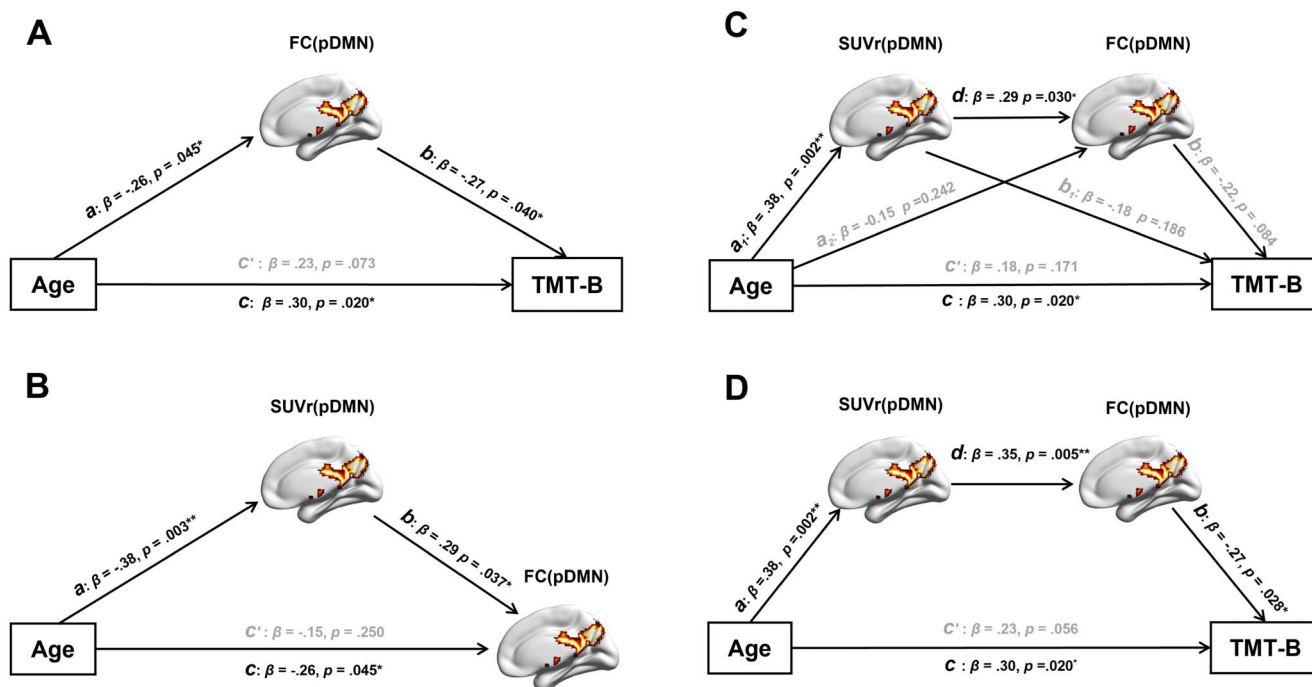 A
FC(pDMN)
a: β = -.26, p = .045*
b: β = -.27, p = .040*
C' : β = .23, p = .073
Age
TMT-B
C: β = .30, p = .020*
B
SUVr(pDMN)
a: β = -.38, p = .003**
b: β = .29 p = .037*
FC(pDMN)
C' : β = -.15, p = .250
Age
C: β = -.26, p = .045*
C
SUVr(pDMN)
FC(pDMN)
d: β = .29 p =.030*
a₁: β = .38, p = .002**
a₂: β = -0.15 p =0.242
b₁: β = -.18 p =.186
b: β = -.22, p = .084
C' : β = .18, p = .171
Age
TMT-B
C : β = .30, p = .020*
D
SUVr(pDMN)
FC(pDMN)
d: β = .35, p = .005**
a: β =.38, p =.002**
b: β = -.27, p = .028*
C' : β = .23, p = .056
Age
TMT-B
C : β = .30, p =.020*